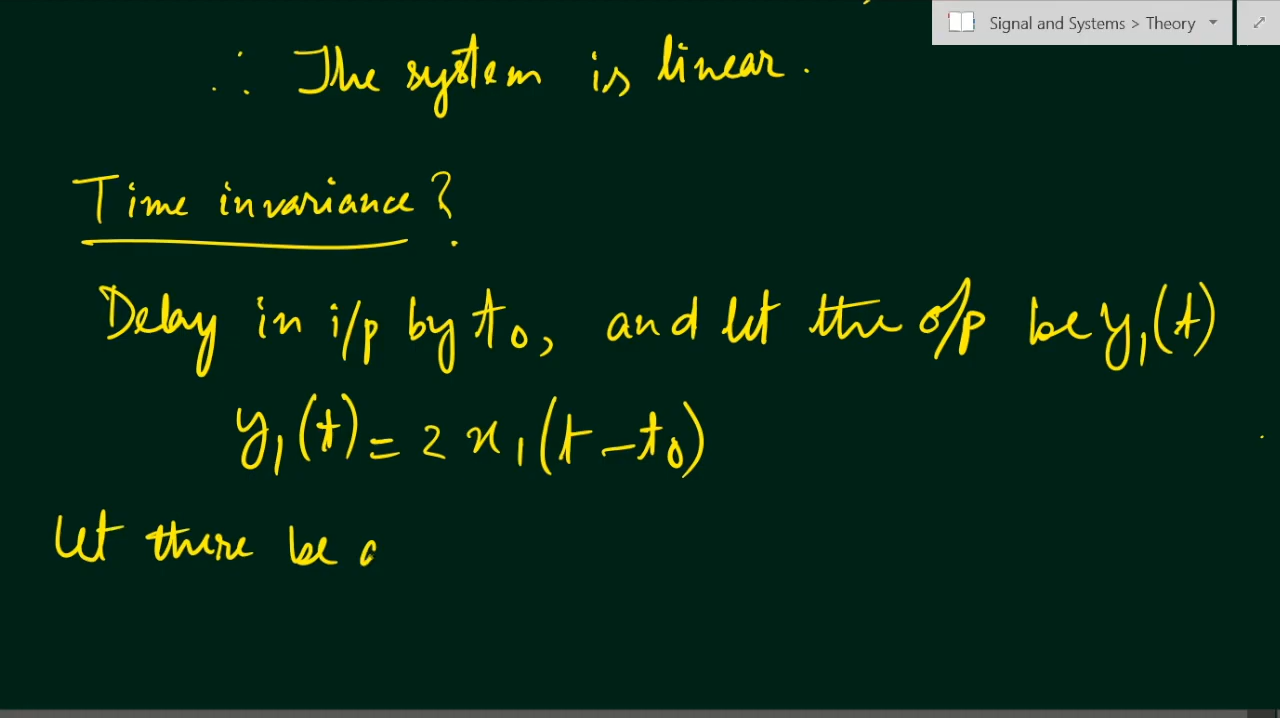 Signal and Systems > Theory
∴ The system is linear.
Time invariance?
Delay in i/p by t₀, and let the o/p be y₁(t)
y₁(t) = 2 x₁(t - t₀)
Let there be